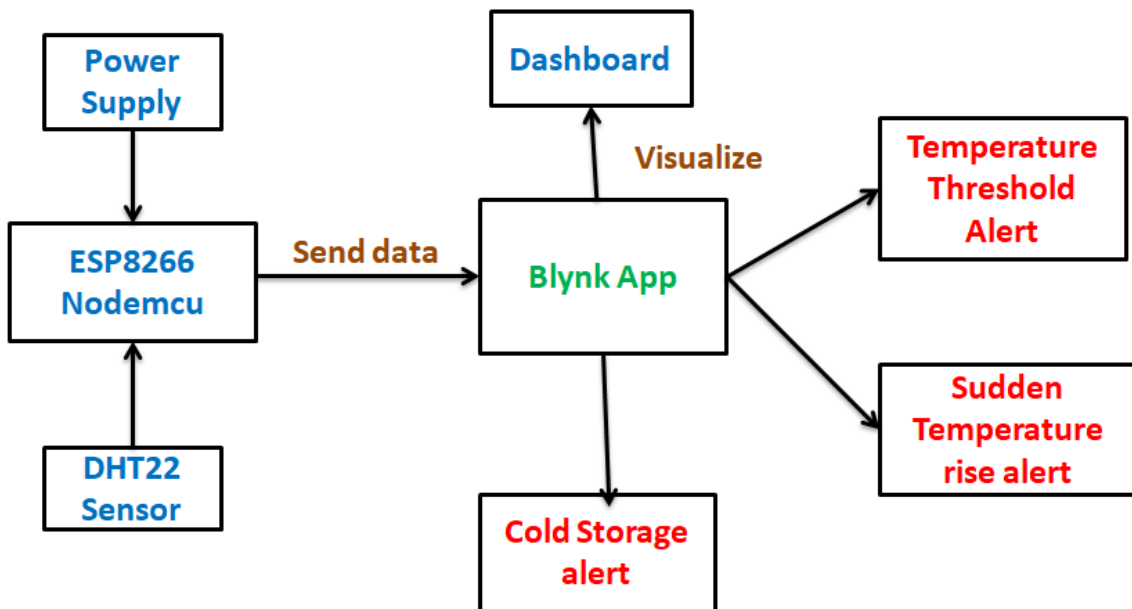 Power
Supply
Dashboard
Temperature
Threshold
Alert
Visualize
ESP8266
Nodemcu
Send data
Blynk App
Sudden
Temperature
rise alert
DHT22
Sensor
Cold Storage
alert